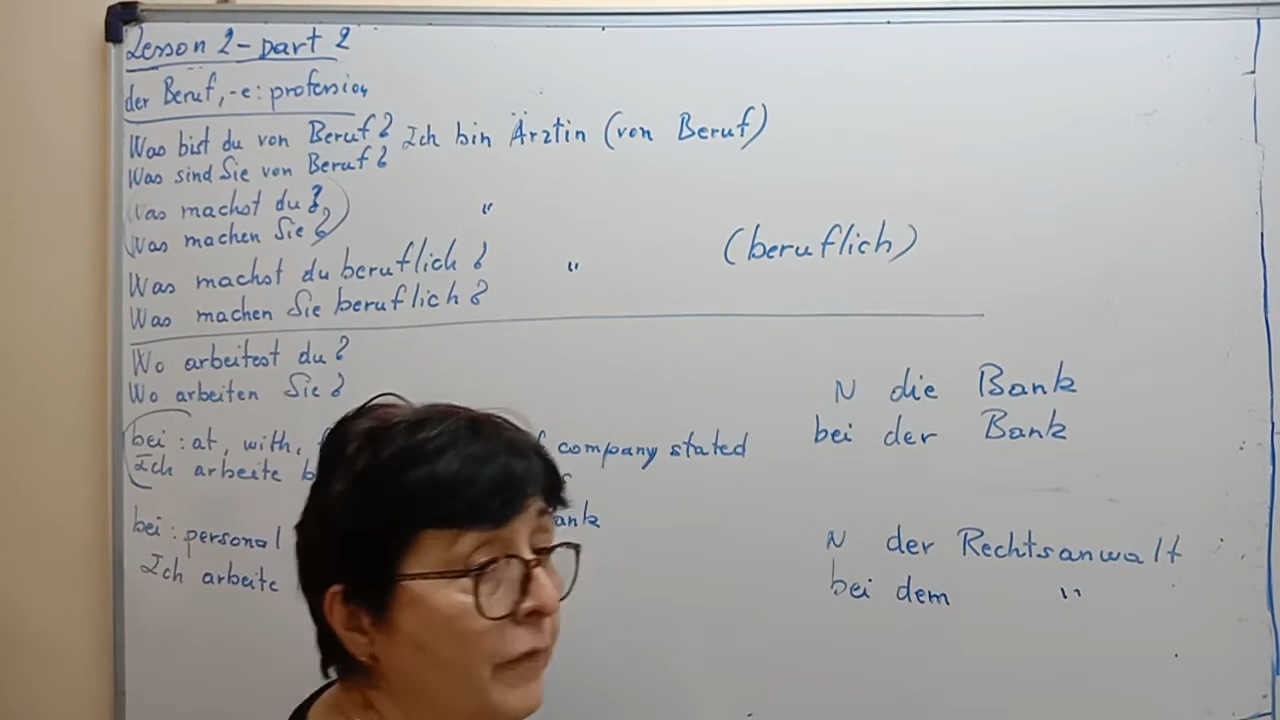 Lesson 2 - part 2
der Beruf, -e: profession
Was bist du von Beruf? Ich bin Ärztin (von Beruf)
Was sind Sie von Beruf?
(Was machst du?) "
(Was machen Sie?)
Was machst du beruflich? " (beruflich)
Was machen Sie beruflich?
Wo arbeitest du?
Wo arbeiten Sie?
bei: at, with, company stated
Ich arbeite
bei: personal
Ich arbeite
N die Bank
bei der Bank
N der Rechtsanwalt
bei dem "